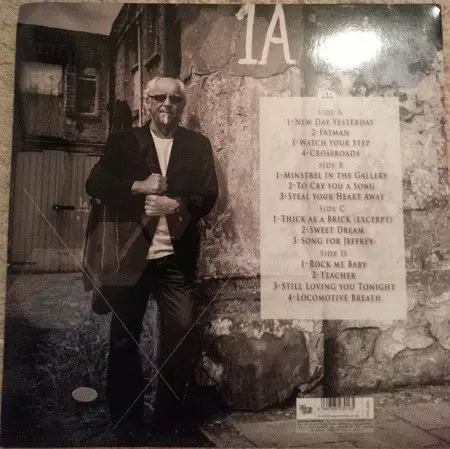 1A
SIDE A
1·NEW DAY YESTERDAY
2·FATMAN
3·WATCH YOUR STEP
4·CROSSROADS
SIDE B
1·MINSTREL IN THE GALLERY
2·TO CRY YOU A SONG
3·STEAL YOUR HEART AWAY
SIDE C
1·THICK AS A BRICK (EXCERPT)
2·SWEET DREAM
3·SONG FOR JEFFREY
SIDE D
1·ROCK ME BABY
2·TEACHER
3·STILL LOVING YOU TONIGHT
4·LOCOMOTIVE BREATH